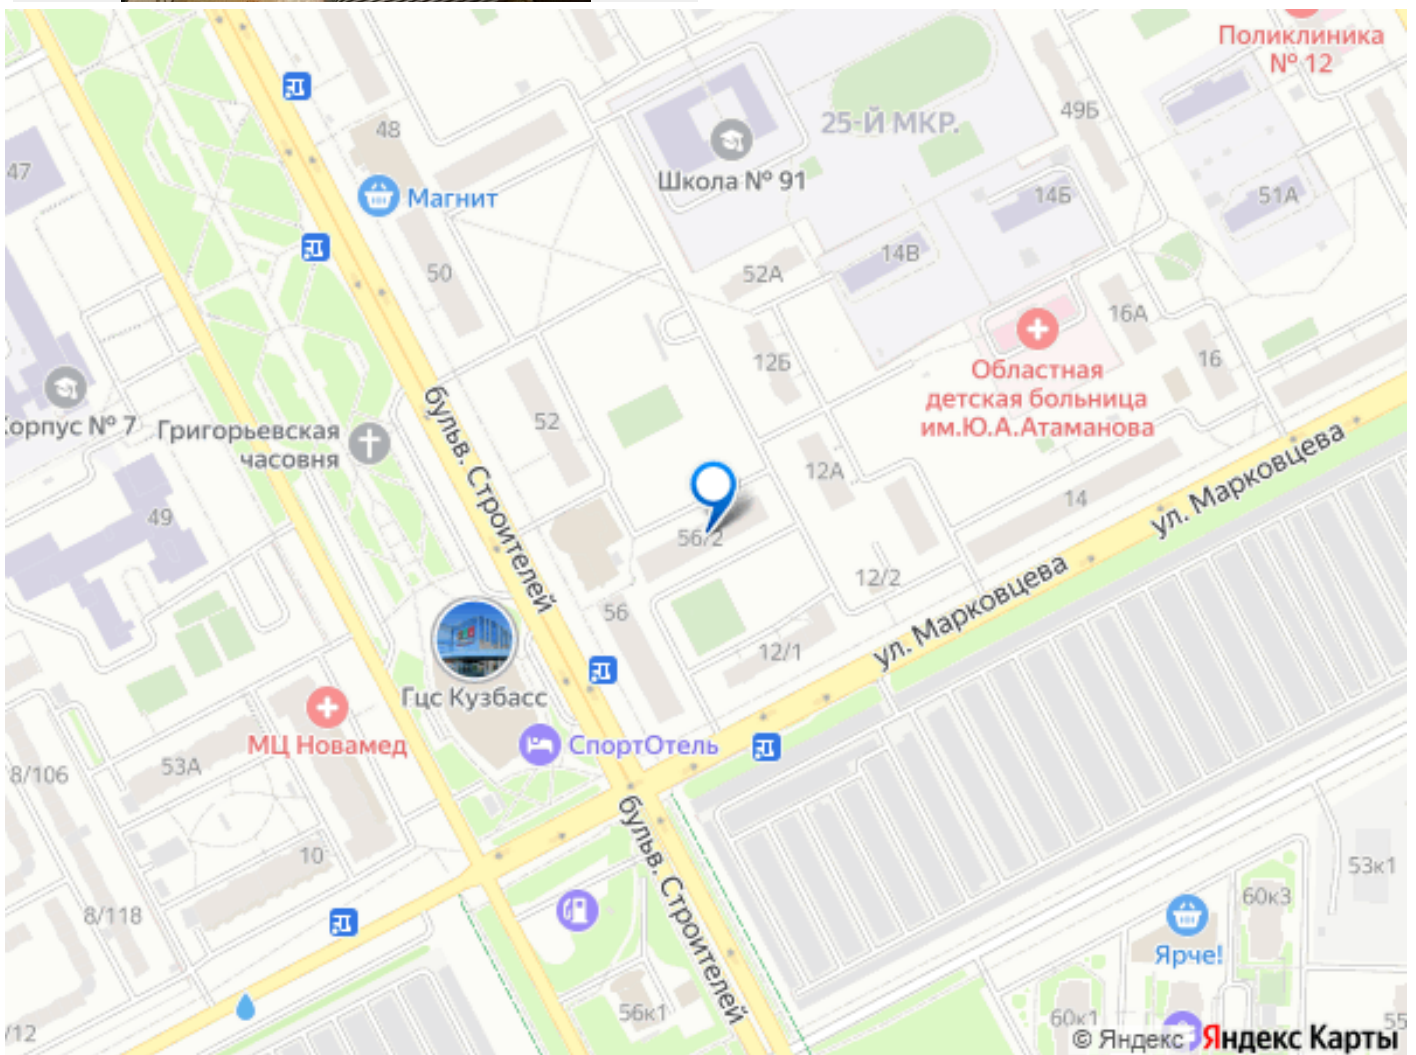 Поликлиника
№ 12
49Б
48
25-Й МКР.
47
Школа № 91
Магнит
14Б
51А
14В
50
52А
16А
12Б
16
Областная
детская больница
им.Ю.А.Атаманова
52
Корпус № 7
Григорьевская
часовня
бульв. Строителей
12А
ул. Марковцева
14
49
56/2
12/2
56
ул. Марковцева
12/1
Гцс Кузбасс
МЦ Новамед
СпортОтель
53А
8/106
бульв. Строителей
10
53к1
60к3
8/118
Ярче!
56к1
60к1
55
/12
© Яндекс Яндекс Карты